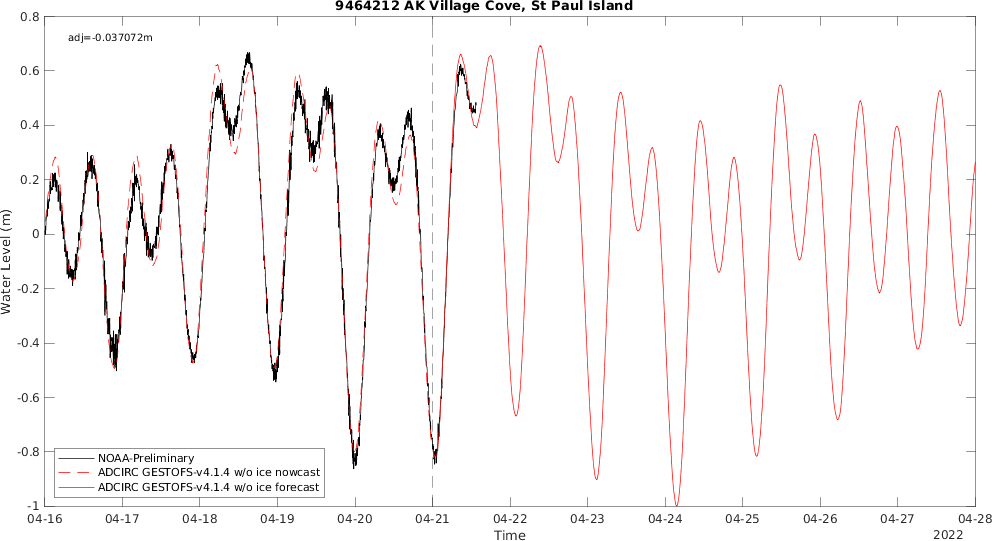 9464212 AK Village Cove, St Paul Island
adj=-0.037072m
0.8
0.6
0.4
0.2
0
-0.2
-0.4
-0.6
-0.8
-1
Water Level (m)
NOAA-Preliminary
ADCIRC GESTOFS-v4.1.4 w/o ice nowcast
ADCIRC GESTOFS-v4.1.4 w/o ice forecast
04-16 04-17 04-18 04-19 04-20 04-21 04-22 04-23 04-24 04-25 04-26 04-27 04-28
Time
2022